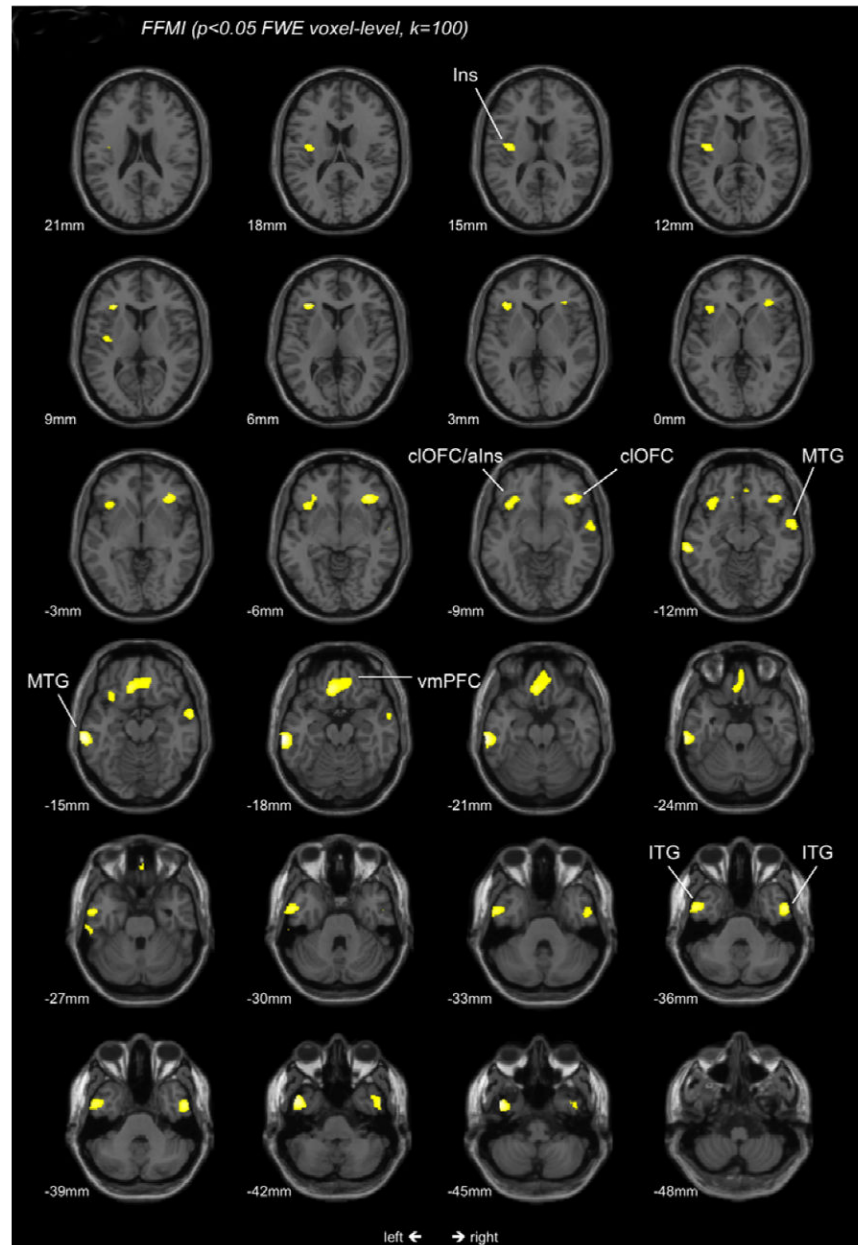 FFMI (p<0.05 FWE voxel-level, k=100)
Ins
21mm
18mm
15mm
12mm
9mm
6mm
3mm
0mm
clOFC/aIns
clOFC
MTG
-3mm
-6mm
-9mm
-12mm
MTG
vmPFC
-15mm
-18mm
-21mm
-24mm
ITG
ITG
-27mm
-30mm
-33mm
-36mm
-39mm
-42mm
-45mm
-48mm
left ← → right